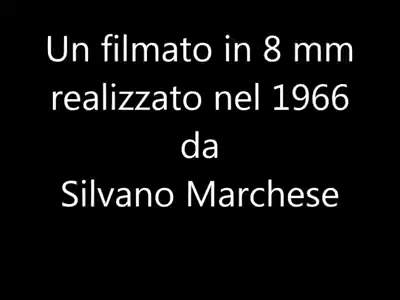 Un filmato in 8 mm
realizzato nel 1966
da
Silvano Marchese